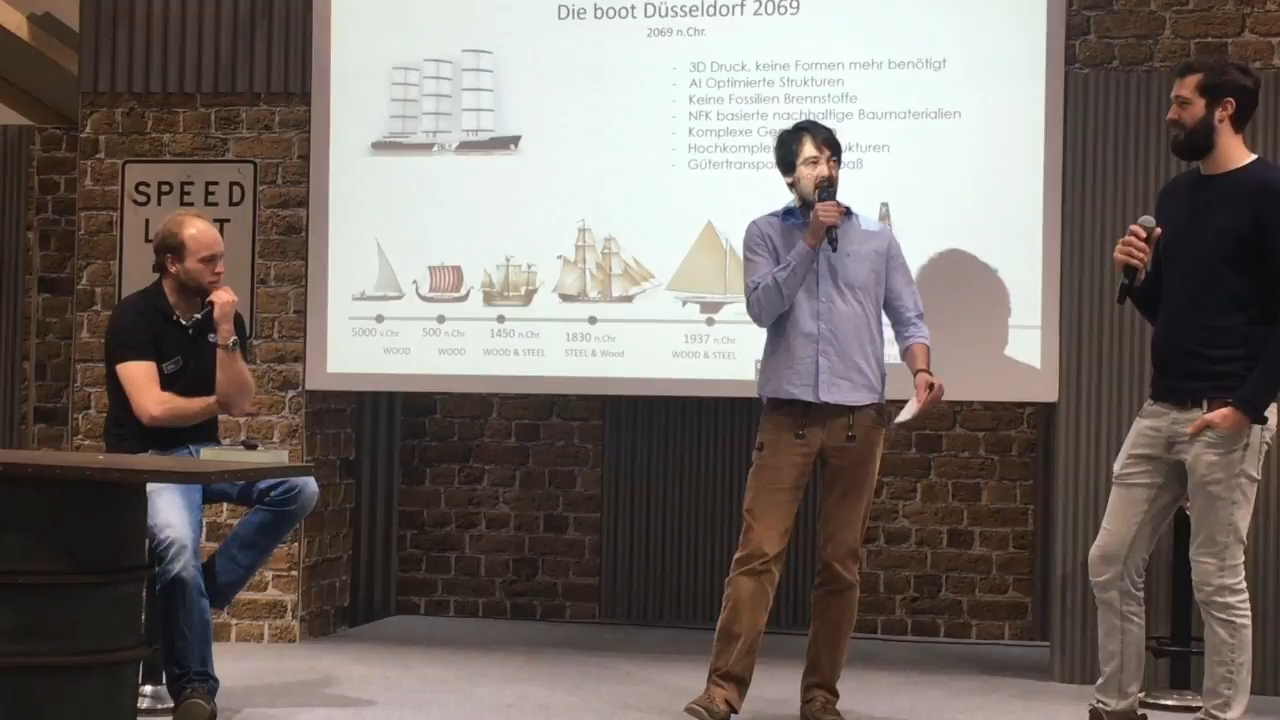 Die boot Düsseldorf 2069
2069 n.Chr.
- 3D Druck, keine Formen mehr benötigt
- AI Optimierte Strukturen
- Keine Fossilien Brennstoffe
- NFK basierte nachhaltige Baumaterialien
- Komplexe
- ukturen
- Gütertranspor
SPEED
5000 v.Chr. 500 n.Chr. 1450 n.Chr. 1830 n.Chr. 1937 n.Chr.
WOOD WOOD WOOD & STEEL STEEL & Wood WOOD & STEEL